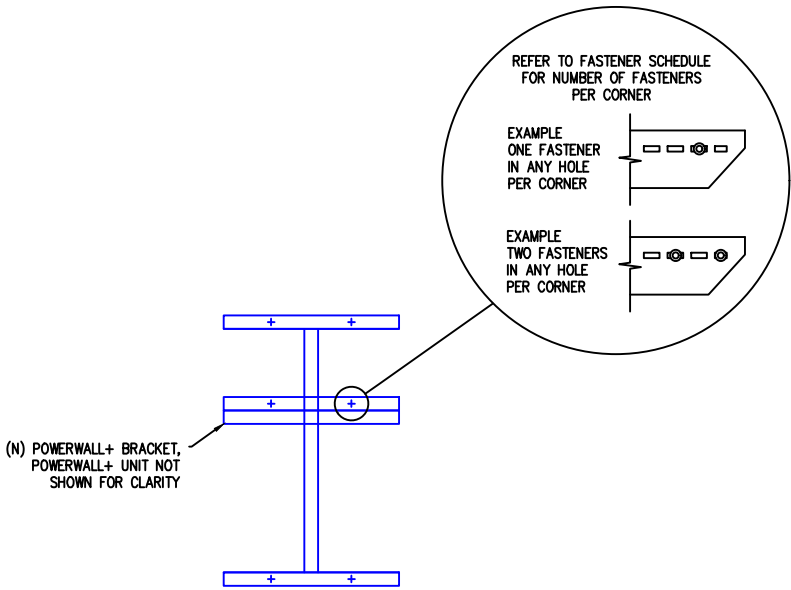 REFER TO FASTENER SCHEDULE
FOR NUMBER OF FASTENERS
PER CORNER
EXAMPLE
ONE FASTENER
IN ANY HOLE
PER CORNER
EXAMPLE
TWO FASTENERS
IN ANY HOLE
PER CORNER
(N) POWERWALL+ BRACKET,
POWERWALL+ UNIT NOT
SHOWN FOR CLARITY